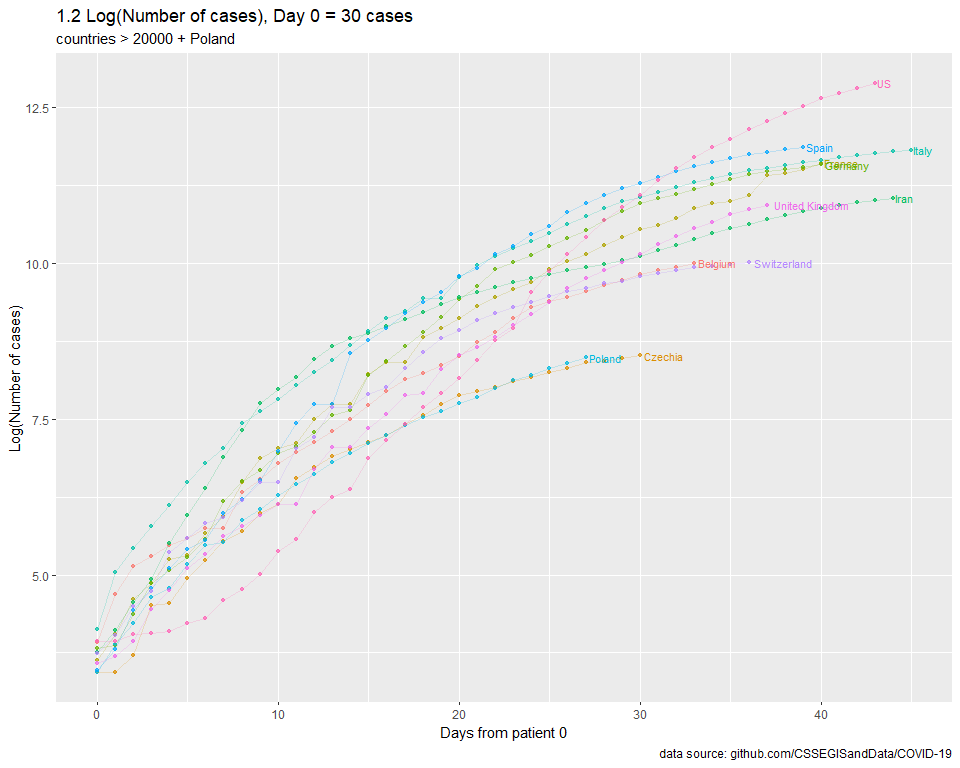 1.2 Log(Number of cases), Day 0 = 30 cases
countries > 20000 + Poland
Log(Number of cases)
12.5
10.0
7.5
5.0
US
Spain
Italy
France
Germany
Iran
United Kingdom
Belgium
Switzerland
Poland
Czechia
0 10 20 30 40
Days from patient 0
data source: github.com/CSSEGISandData/COVID-19